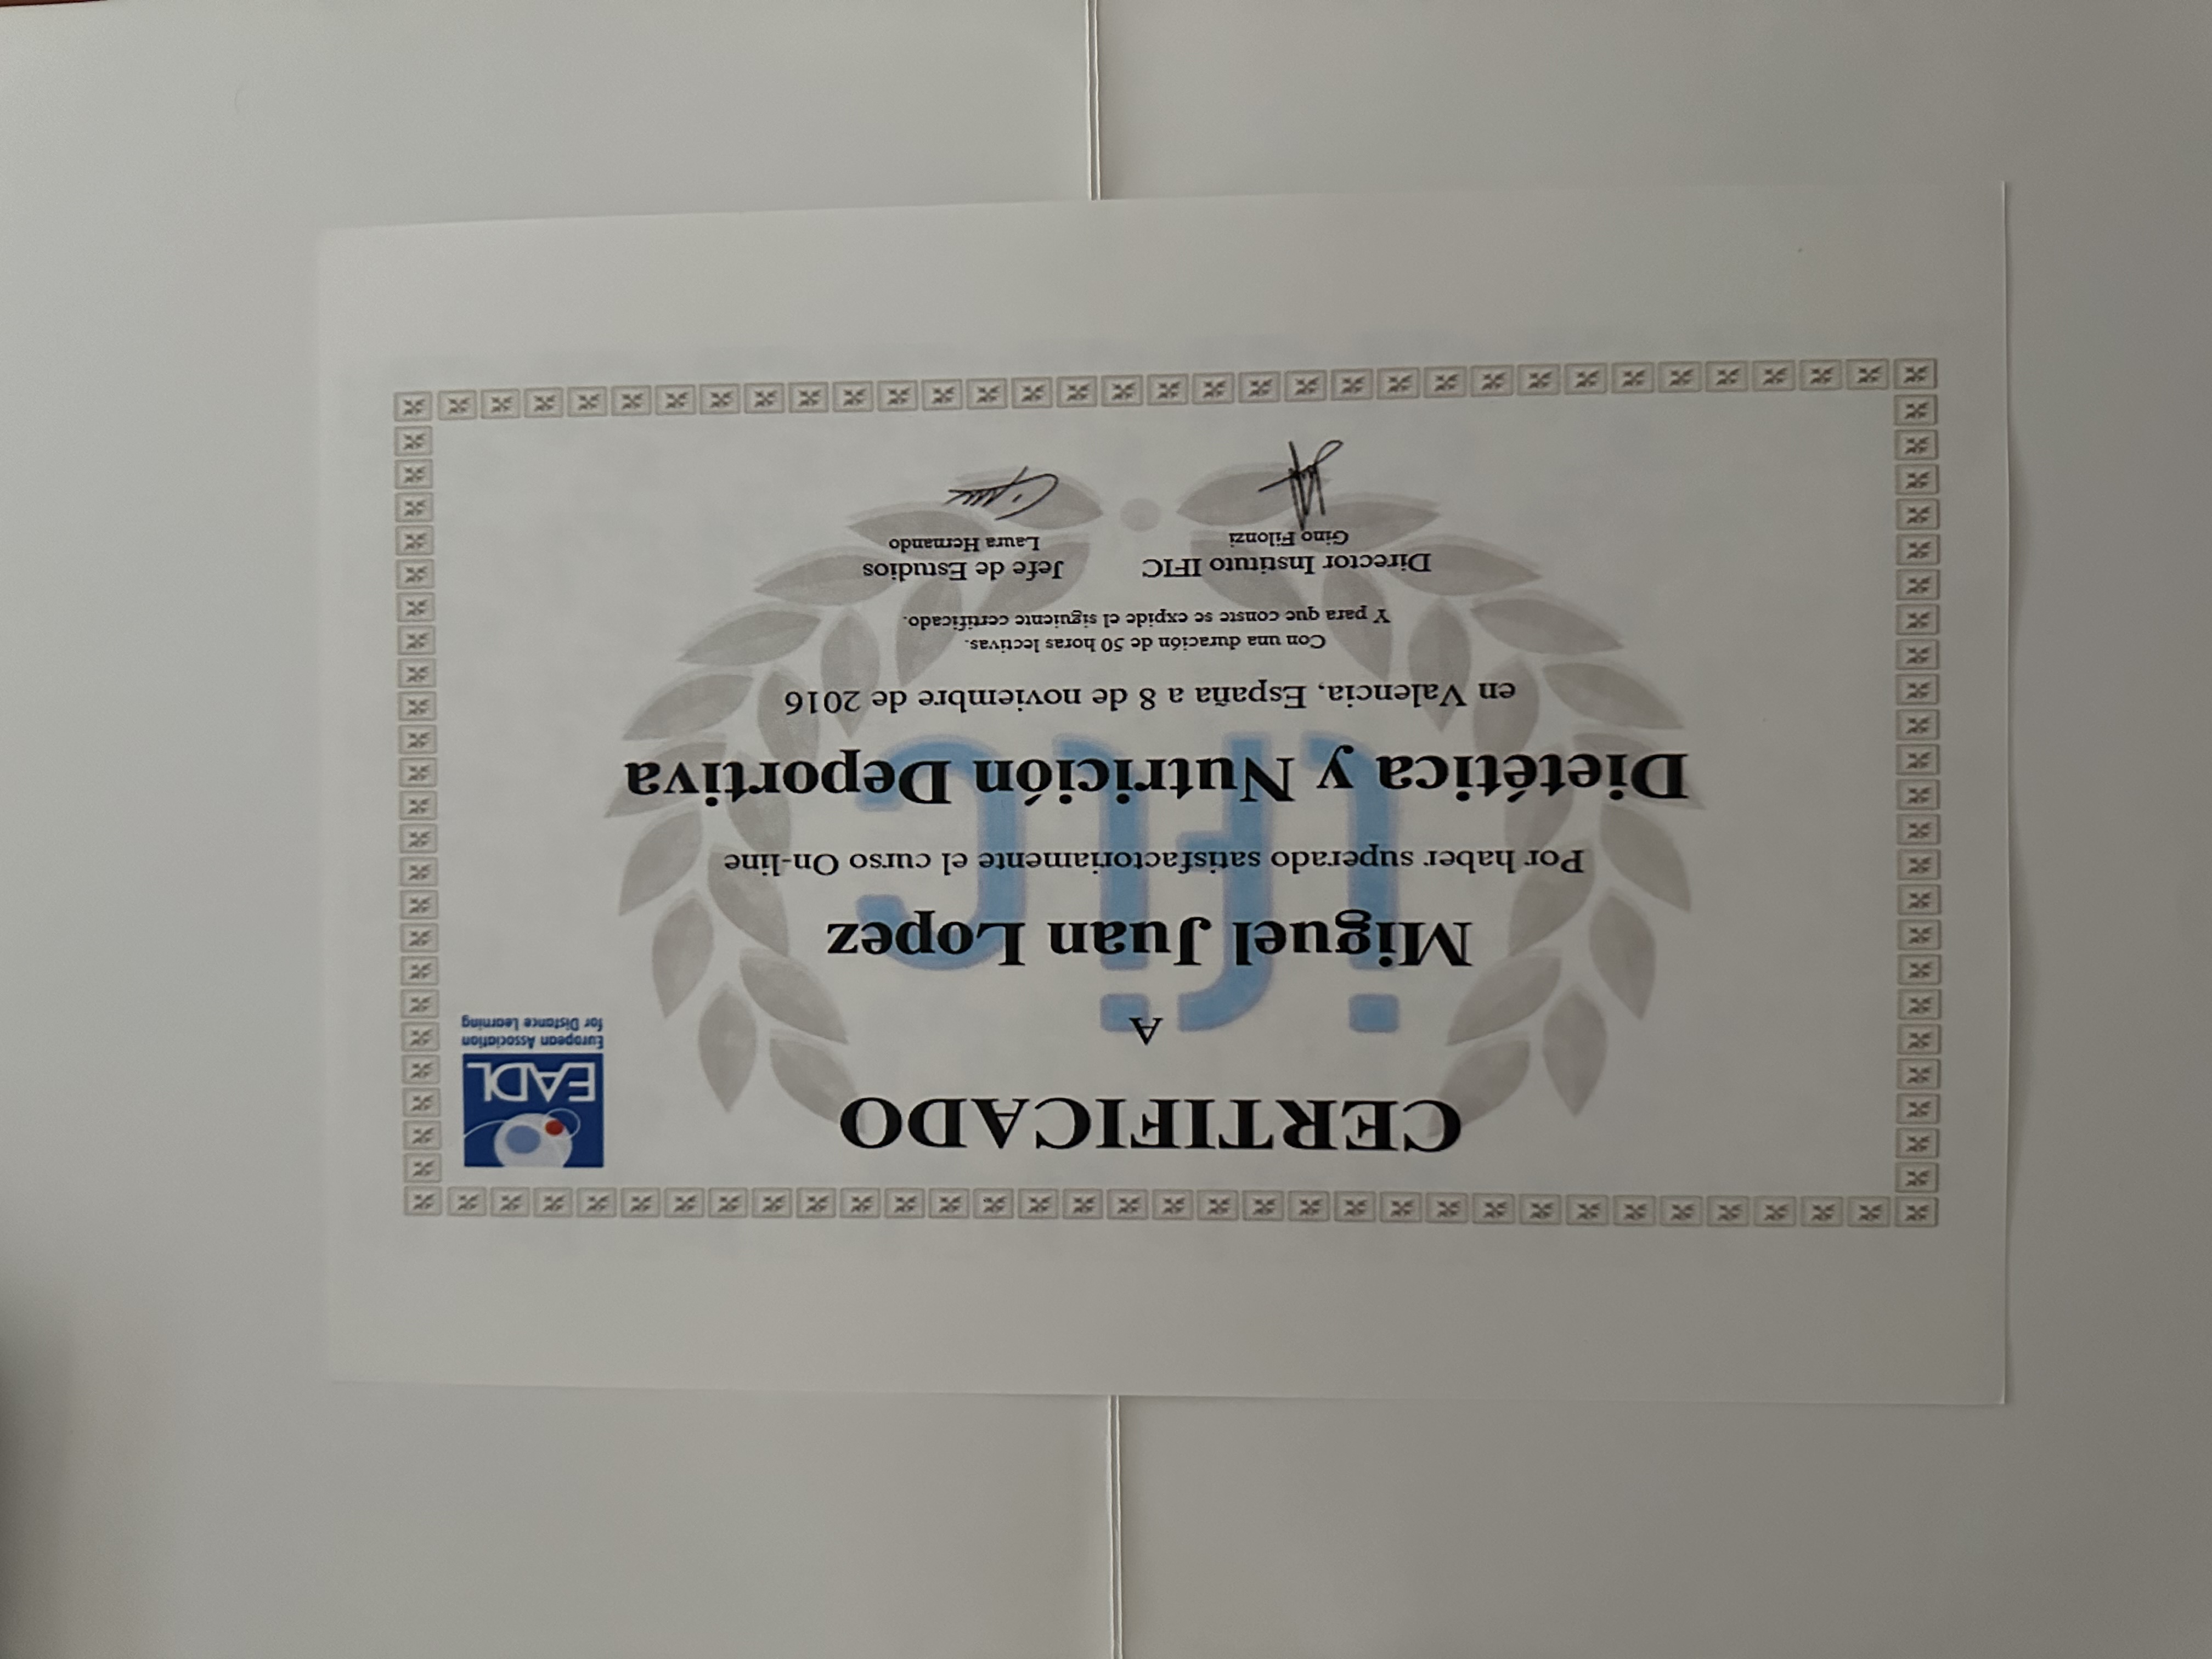 CERTIFICADO
EADL
European Association
for Distance Learning
A
Miguel Juan Lopez
Por haber superado satisfactoriamente el curso On-line
Dietética y Nutrición Deportiva
en Valencia, España a 8 de noviembre de 2016
Con una duración de 50 horas lectivas.
Y para que conste se expide el siguiente certificado.
Director Instituto IFIC
Gino Filonzi
Jefe de Estudios
Laura Hernando
ific